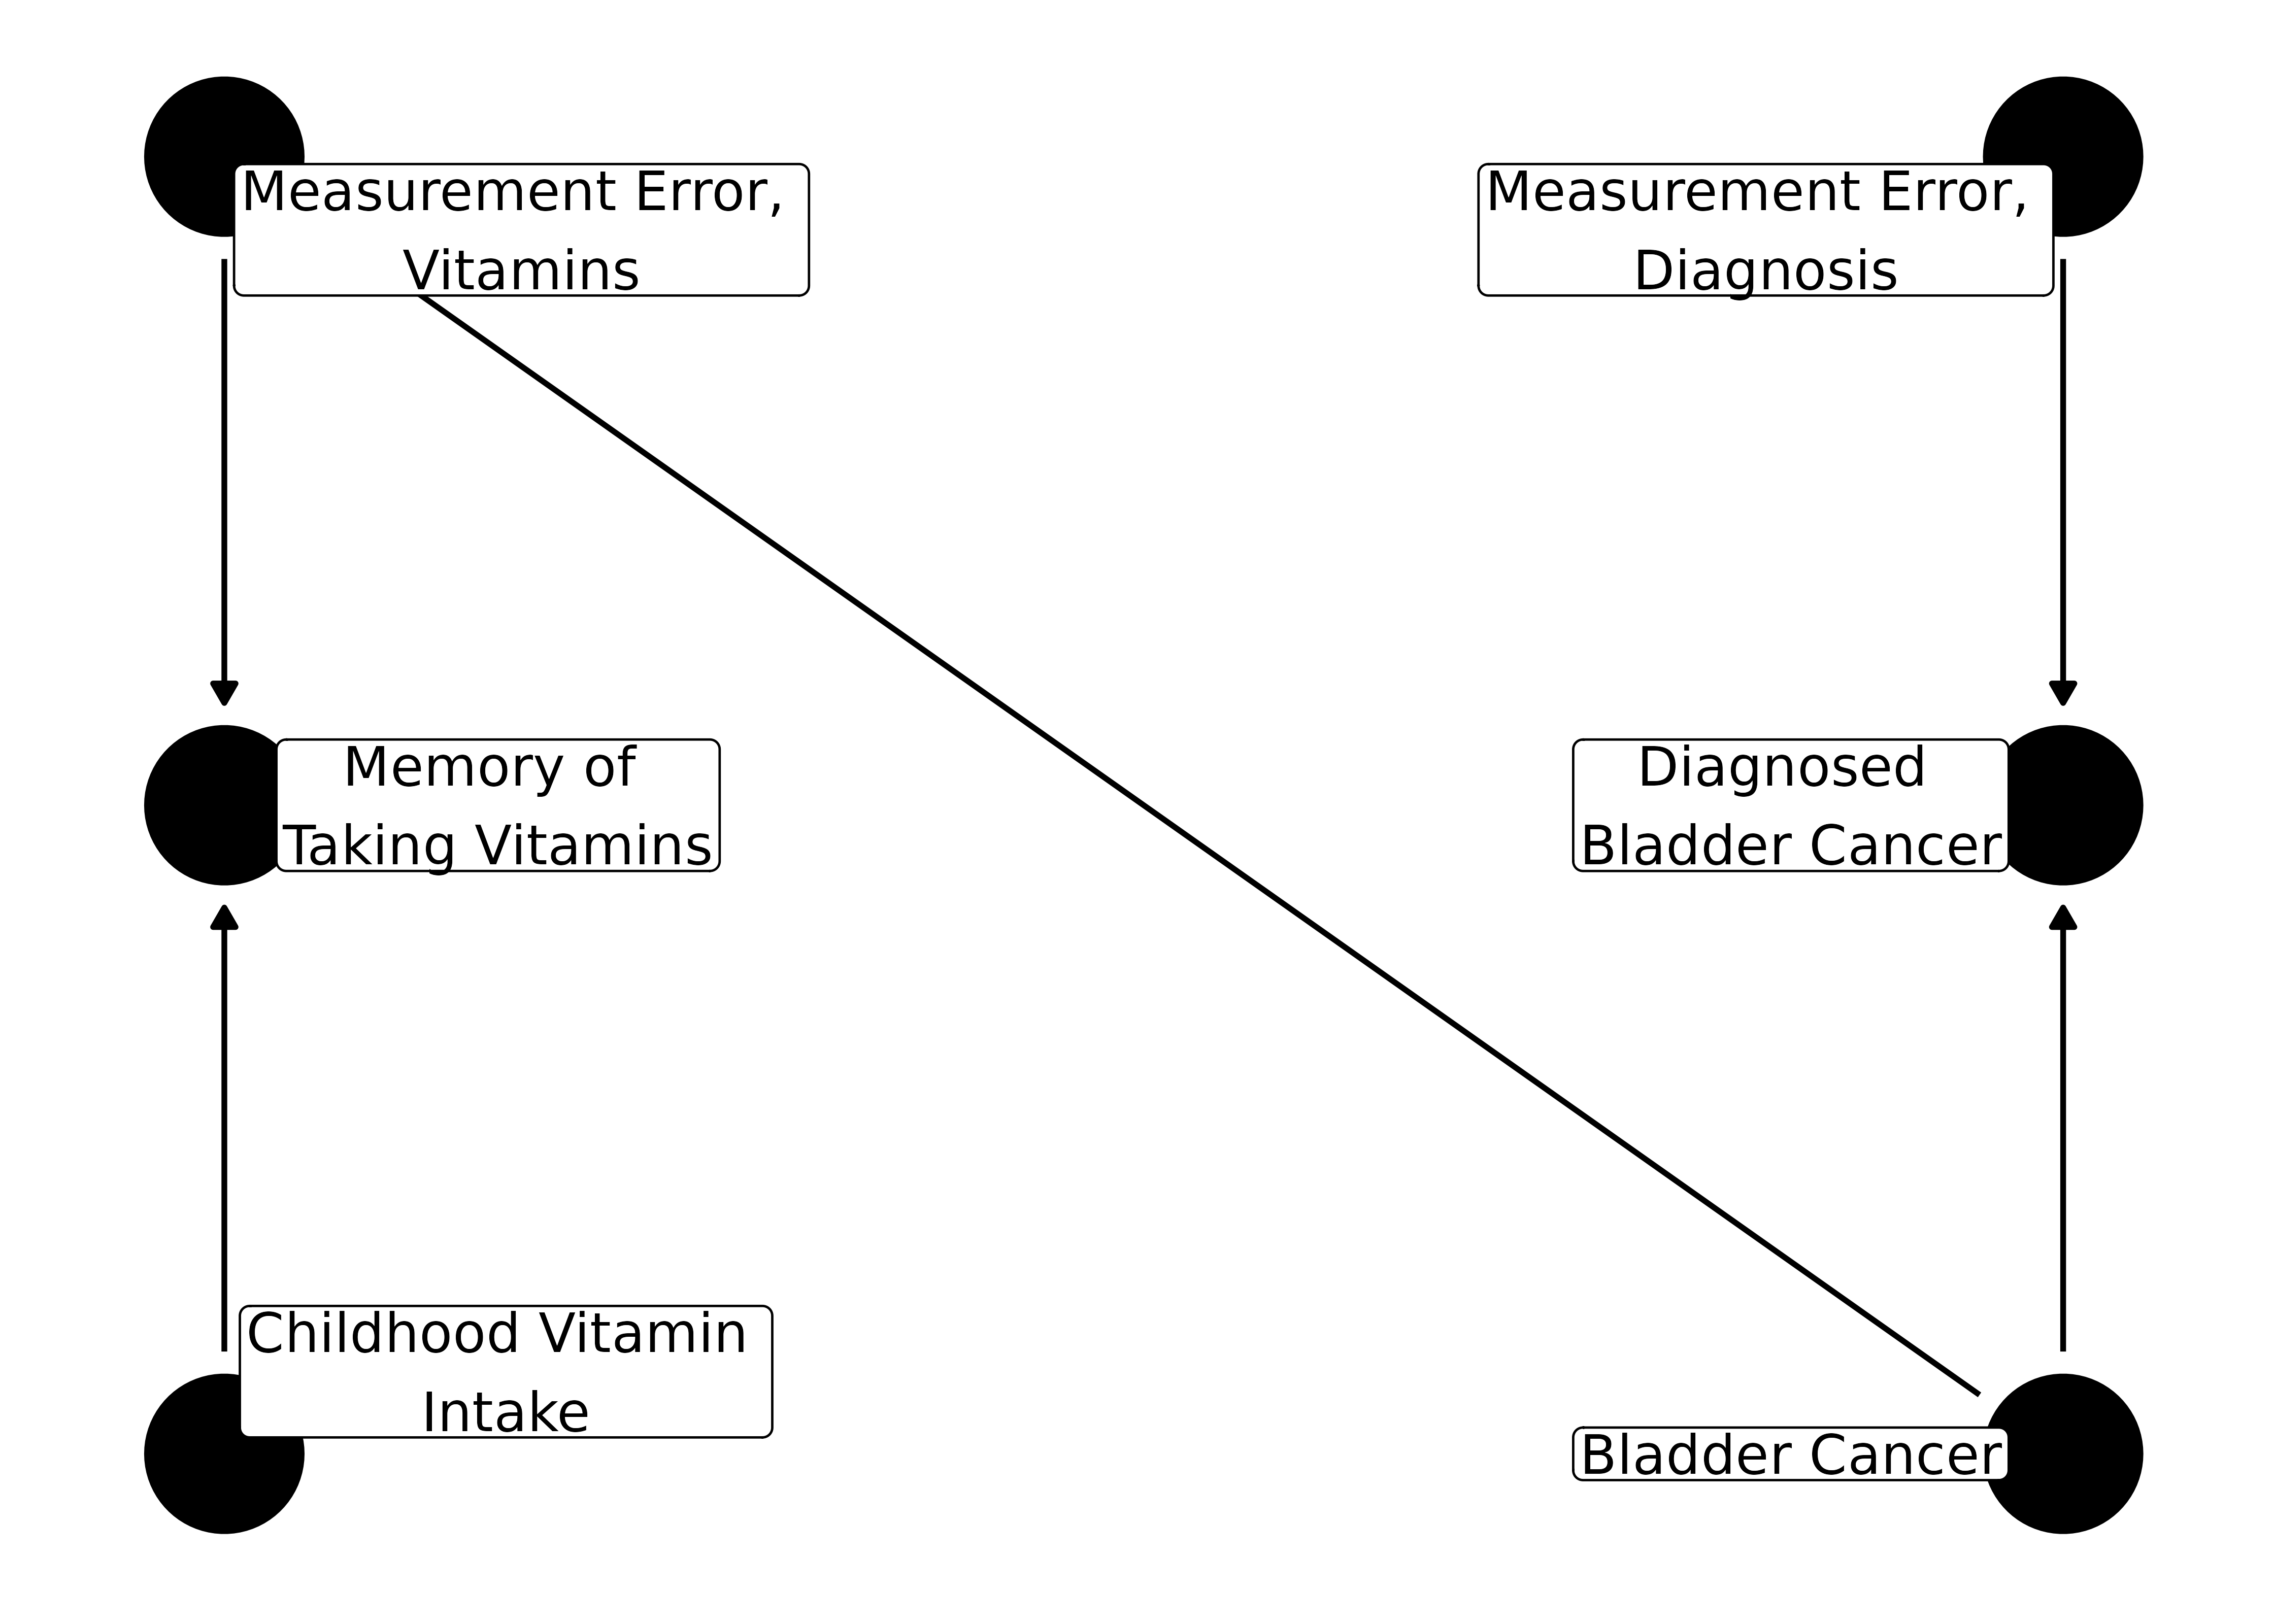 Measurement Error,
Vitamins
Measurement Error,
Diagnosis
Memory of
Taking Vitamins
Diagnosed
Bladder Cancer
Childhood Vitamin
Intake
Bladder Cancer